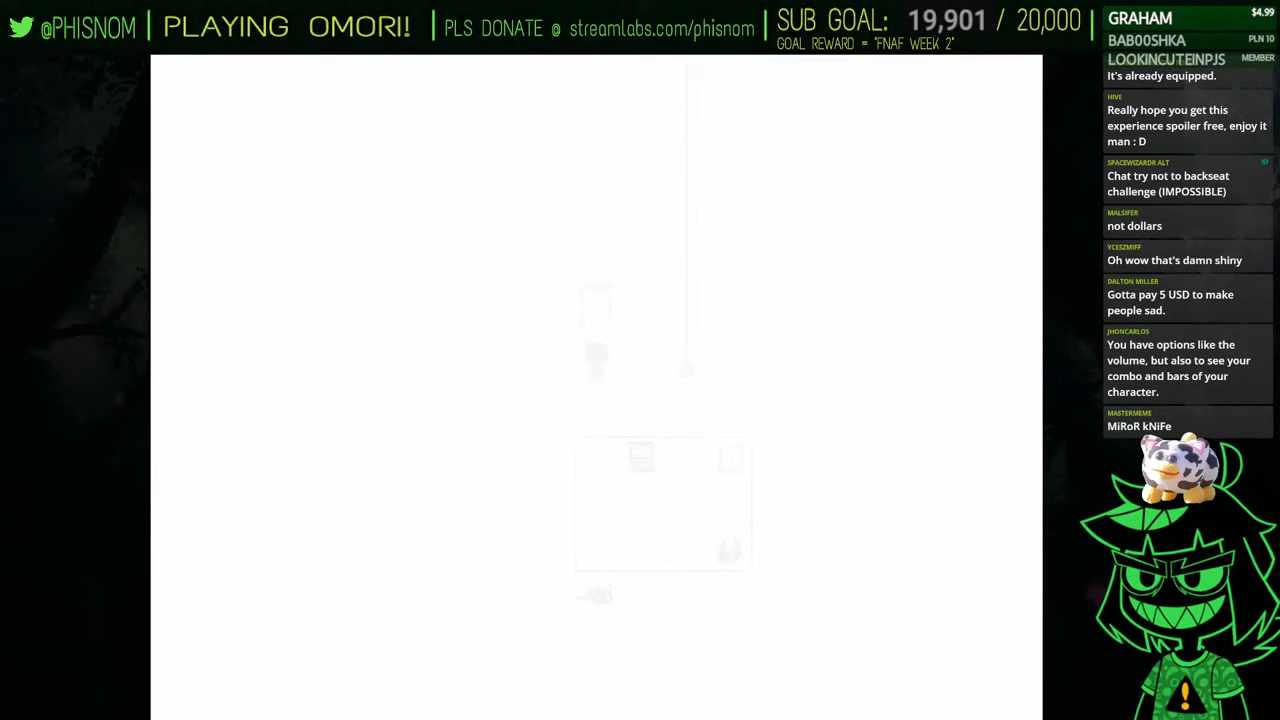 @PHISNOM
PLAYING OMORI!
PLS DONATE @ streamlabs.com/phisnom
SUB GOAL: 19,901 / 20,000
GOAL REWARD = "FNAF WEEK 2"
GRAHAM $4.99
BAB00SHKA PLN 10
LOOKINCUTEINPJS MEMBER
It's already equipped.
HIVE
Really hope you get this
experience spoiler free, enjoy it
man : D
SPACEWIZARDR ALT
Chat try not to backseat
challenge (IMPOSSIBLE)
MALSIFER
not dollars
YCESZMIFF
Oh wow that's damn shiny
DALTON MILLER
Gotta pay 5 USD to make
people sad.
JHONCARLOS
You have options like the
volume, but also to see your
combo and bars of your
character.
MASTERMEME
MiRoR kNiFe